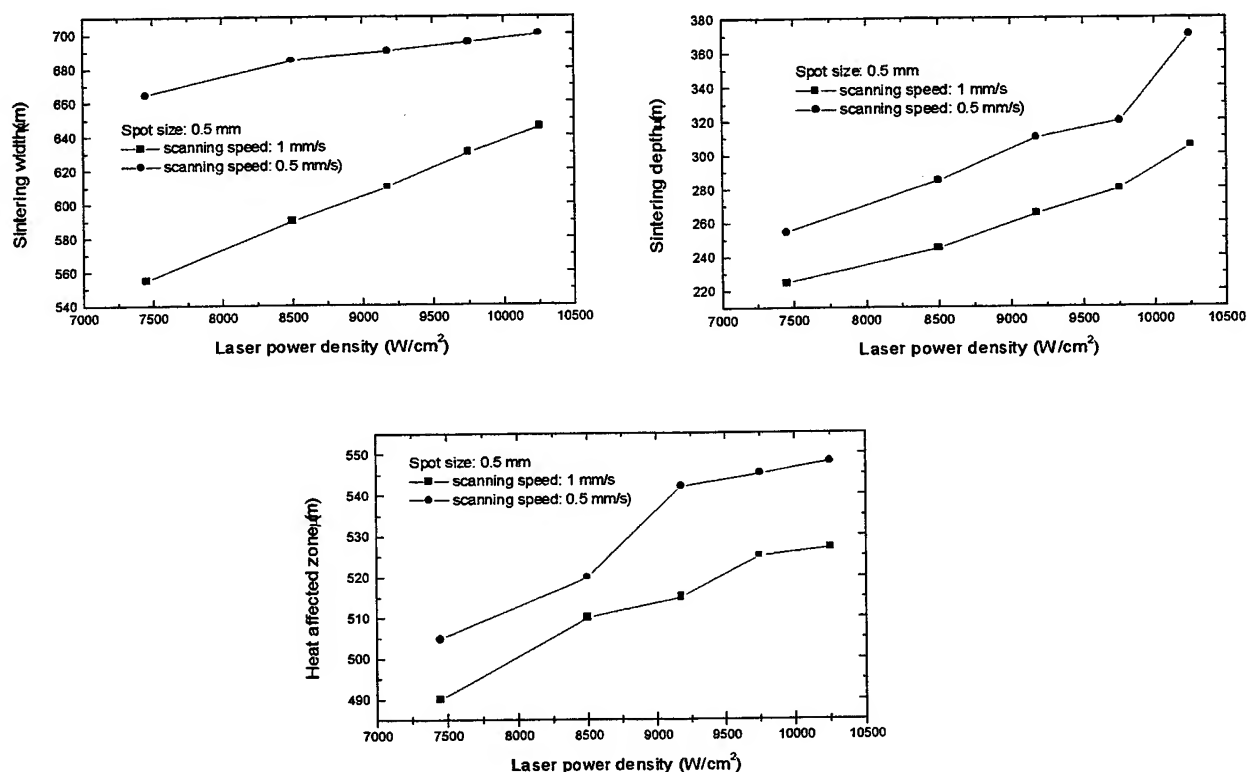 700
680
660
640
620
600
580
560
540
Sintering width(μm)
Spot size: 0.5 mm
scanning speed: 1 mm/s
scanning speed: 0.5 mm/s)
7000 7500 8000 8500 9000 9500 10000 10500
Laser power density (W/cm²)
380
360
340
320
300
280
260
240
220
Sintering depthμ(m)
Spot size: 0.5 mm
scanning speed: 1 mm/s
scanning speed: 0.5 mm/s)
7000 7500 8000 8500 9000 9500 10000 10500
Laser power density (W/cm²)
550
540
530
520
510
500
490
Heat affected zoneμ(m)
Spot size: 0.5 mm
scanning speed: 1 mm/s
scanning speed: 0.5 mm/s)
7000 7500 8000 8500 9000 9500 10000 10500
Laser power density (W/cm²)